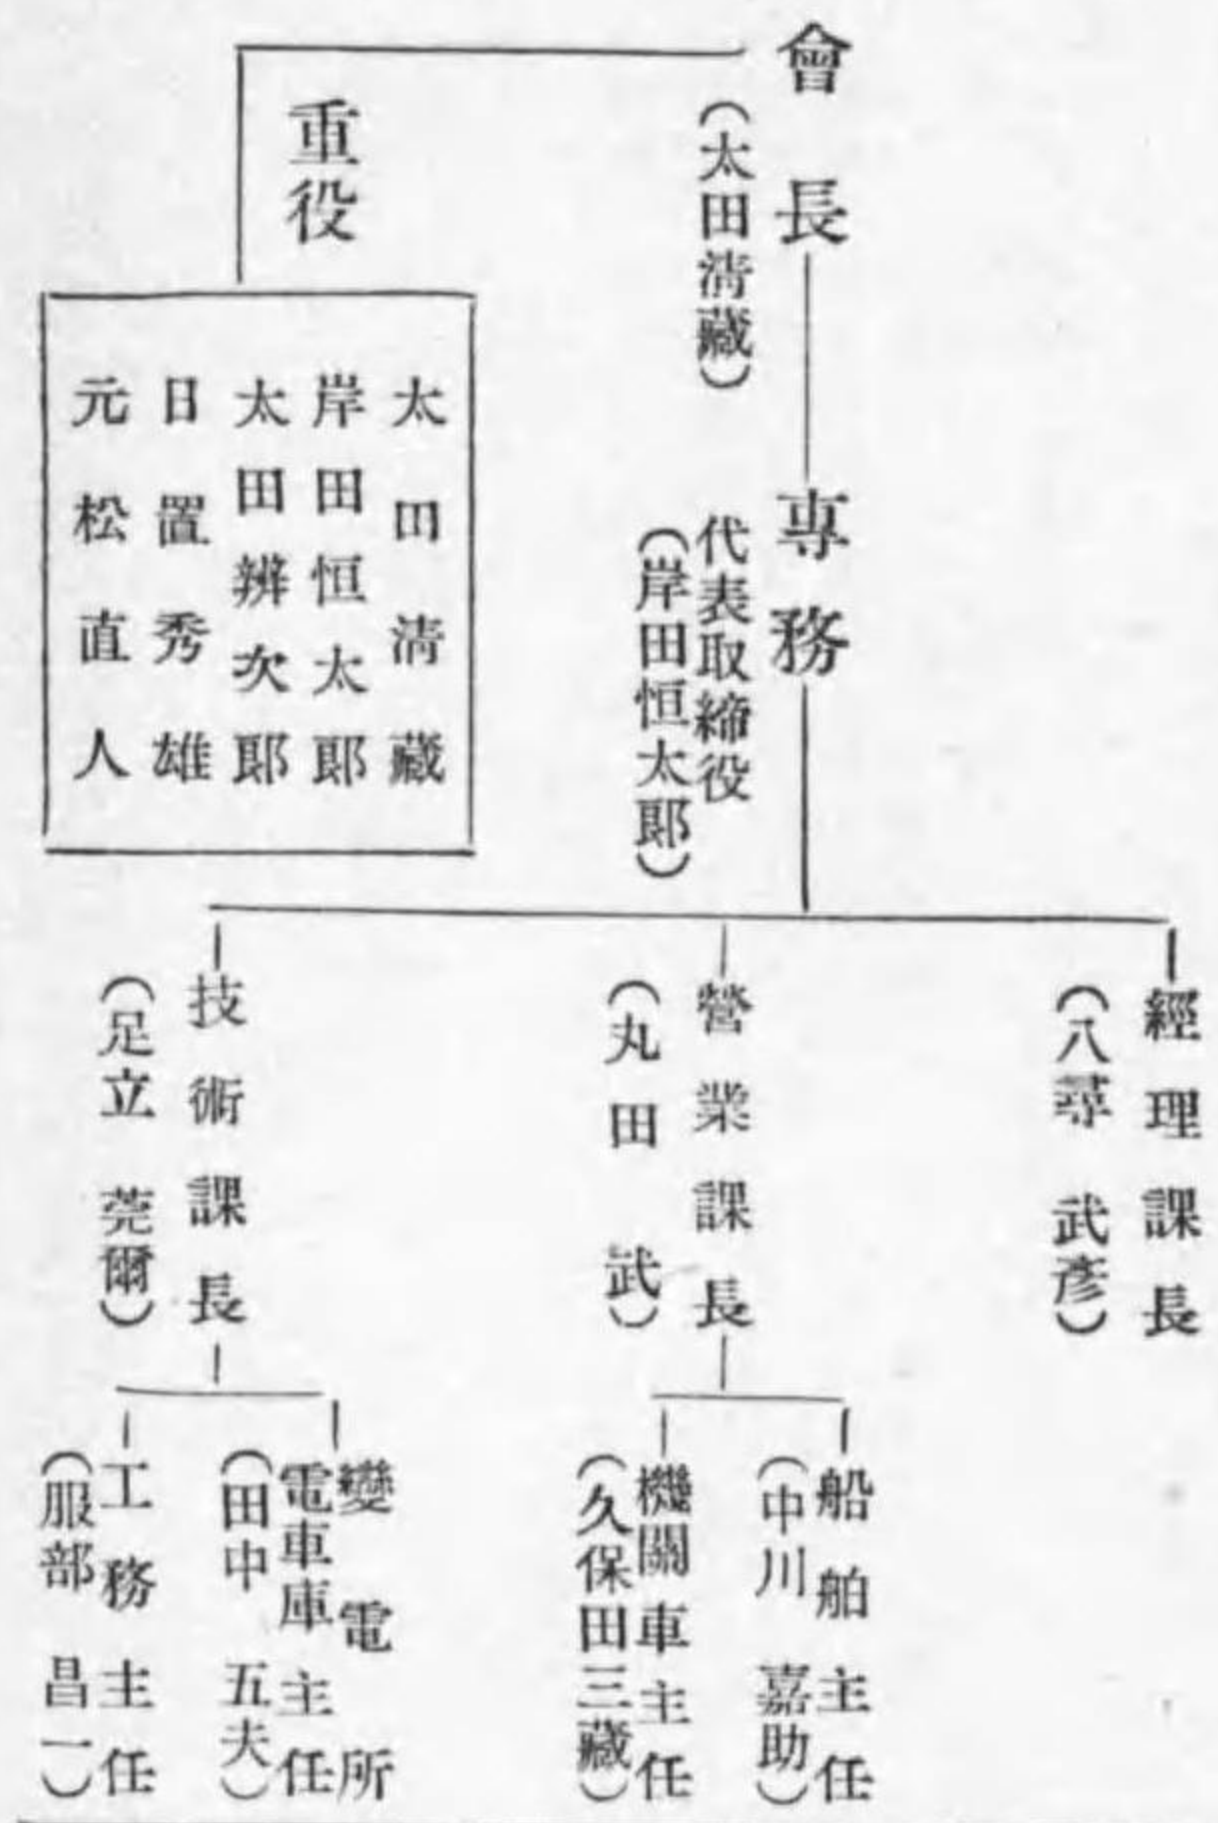 會長
(太田淸藏)
專務
代表取締役
(岸田恒太郎)
重役
太田淸藏
岸田恒太郎
太田辨次郎
日置秀雄
元松直人
經理課長
(八尋 武彦)
營業課長
(丸田 武)
船舶主任
(中川 嘉助)
機關車主任
(久保田三藏)
技術課長
(足立 莞爾)
變電所
電車庫主任
(田中 五夫)
工務主任
(服部 昌一)